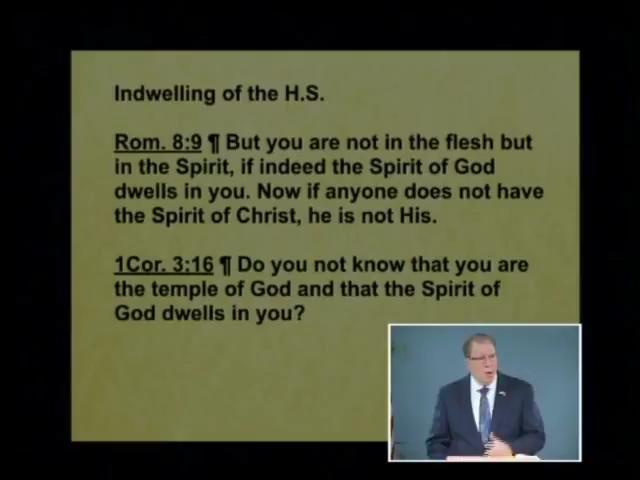 Indwelling of the H.S.
Rom. 8:9 ¶ But you are not in the flesh but
in the Spirit, if indeed the Spirit of God
dwells in you. Now if anyone does not have
the Spirit of Christ, he is not His.
1Cor. 3:16 ¶ Do you not know that you are
the temple of God and that the Spirit of
God dwells in you?